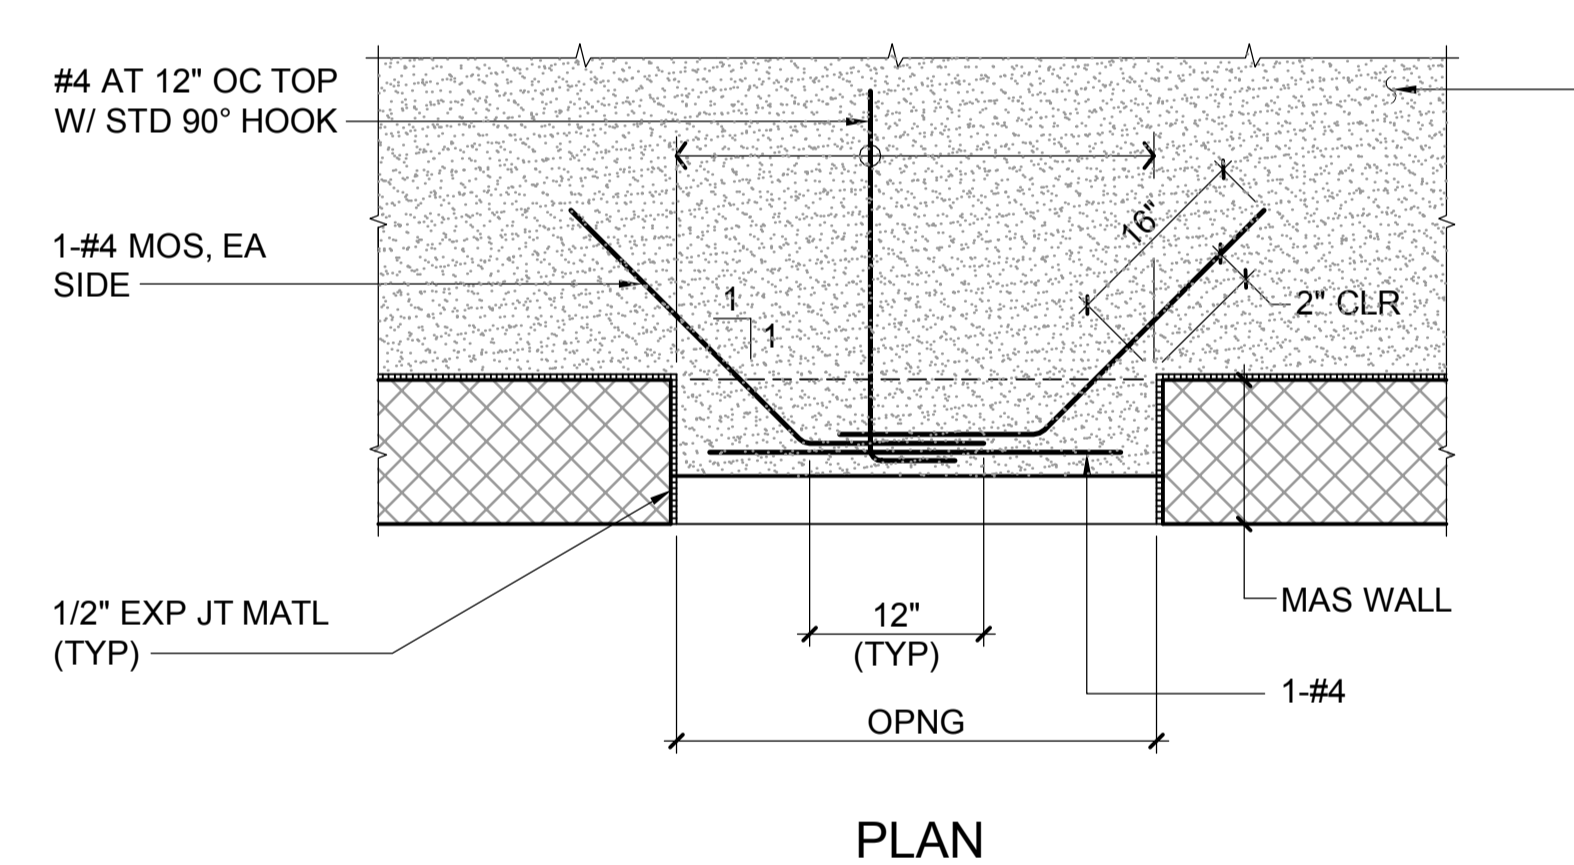 #4 AT 12" OC TOP
W/ STD 90° HOOK
1-#4 MOS, EA
SIDE
1
1
16"
2" CLR
1/2" EXP JT MATL
(TYP)
12"
(TYP)
MAS WALL
1-#4
OPNG
PLAN